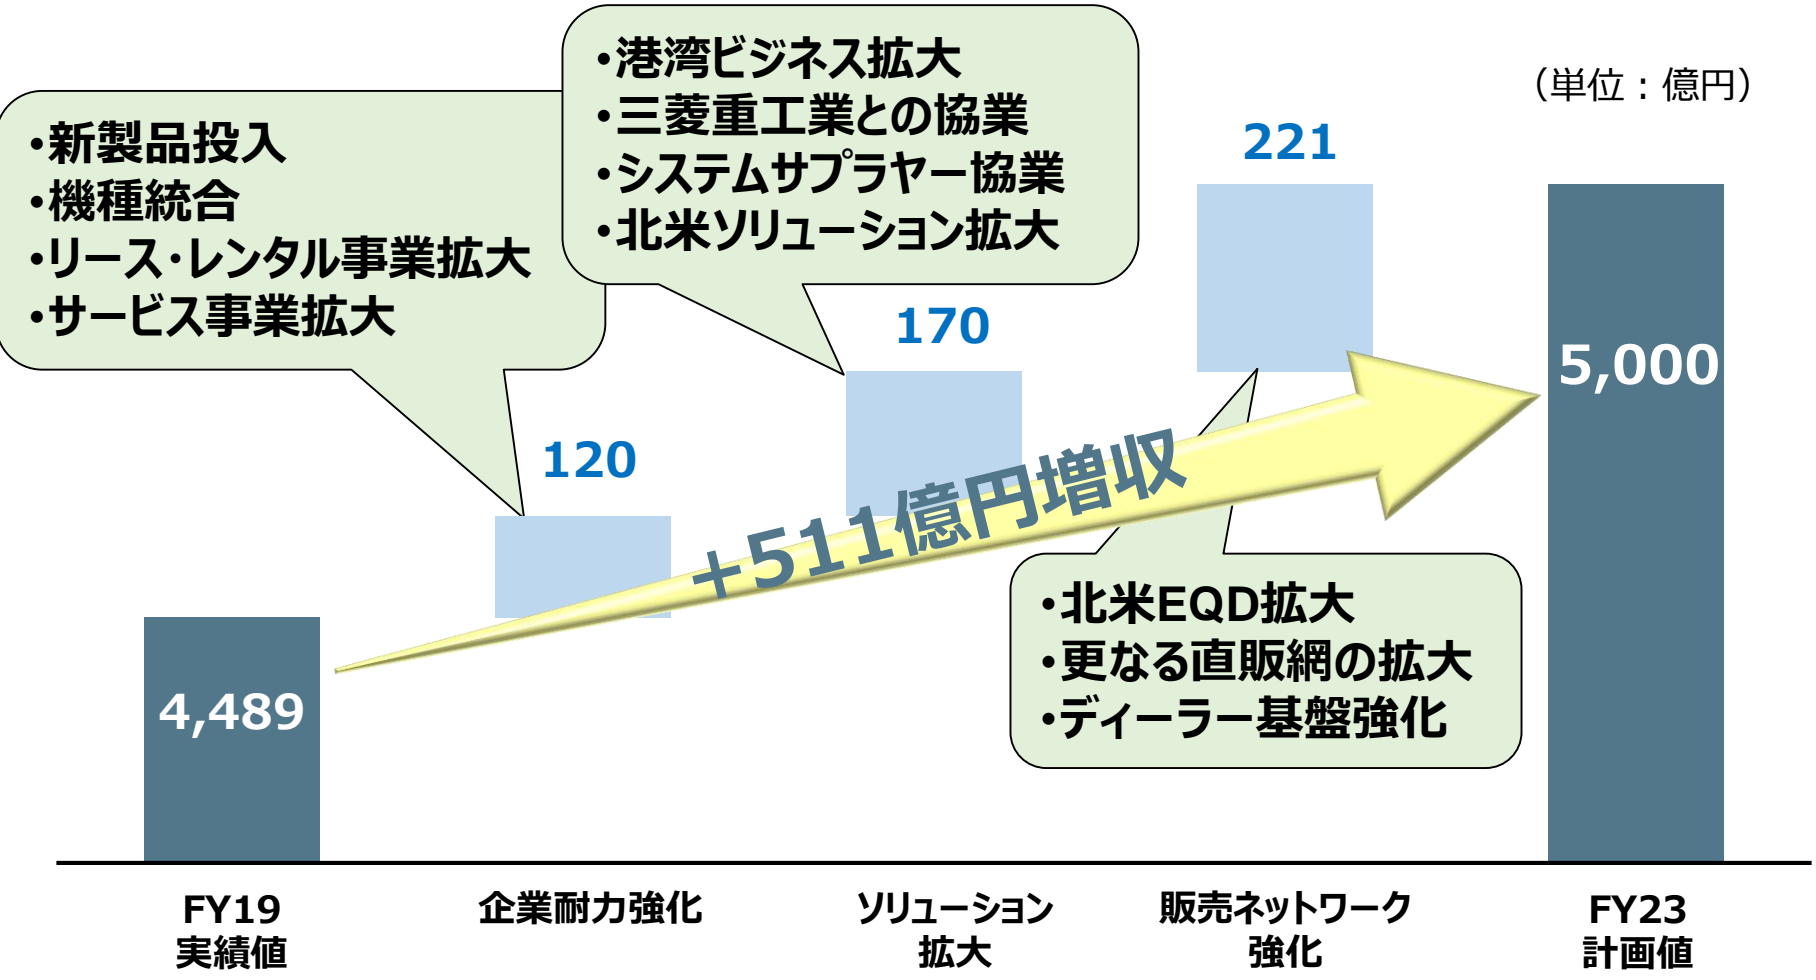 （単位：億円）
・新製品投入
・機種統合
・リース・レンタル事業拡大
・サービス事業拡大
・港湾ビジネス拡大
・三菱重工業との協業
・システムサプラヤー協業
・北米ソリューション拡大
221
170
120
5,000
4,489
+511億円増収
・北米EQD拡大
・更なる直販網の拡大
・ディーラー基盤強化
FY19
実績値
企業耐力強化
ソリューション
拡大
販売ネットワーク
強化
FY23
計画値